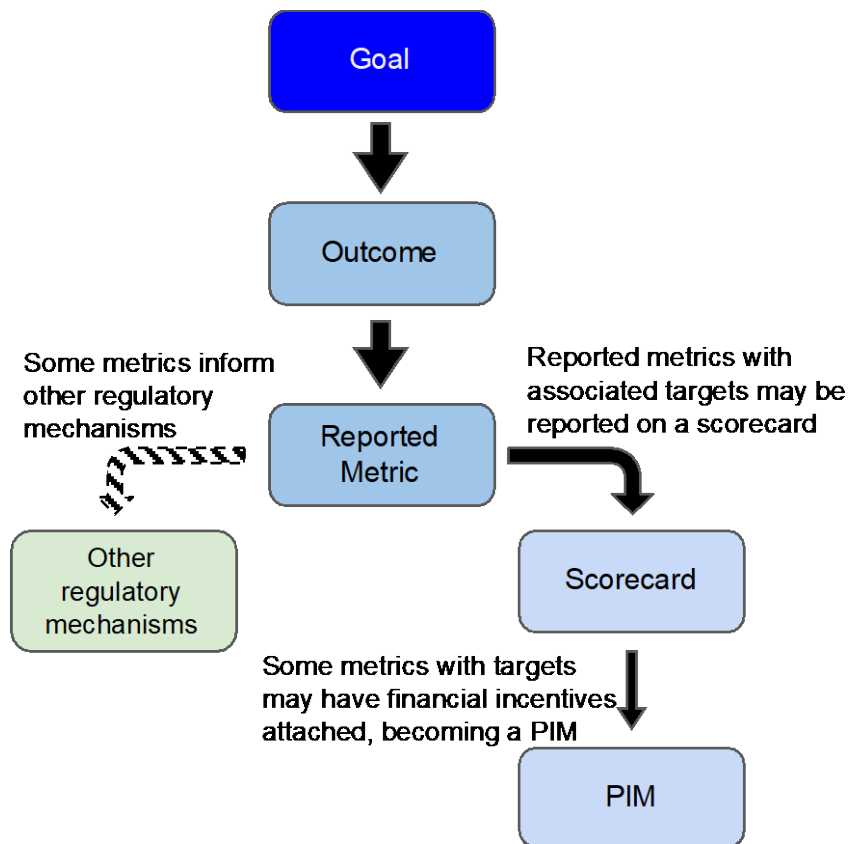 Goal
Outcome
Some metrics inform
other regulatory
mechanisms
Reported metrics with
associated targets may be
reported on a scorecard
Reported
Metric
Other
regulatory
mechanisms
Scorecard
Some metrics with targets
may have financial incentives
attached, becoming a PIM
PIM